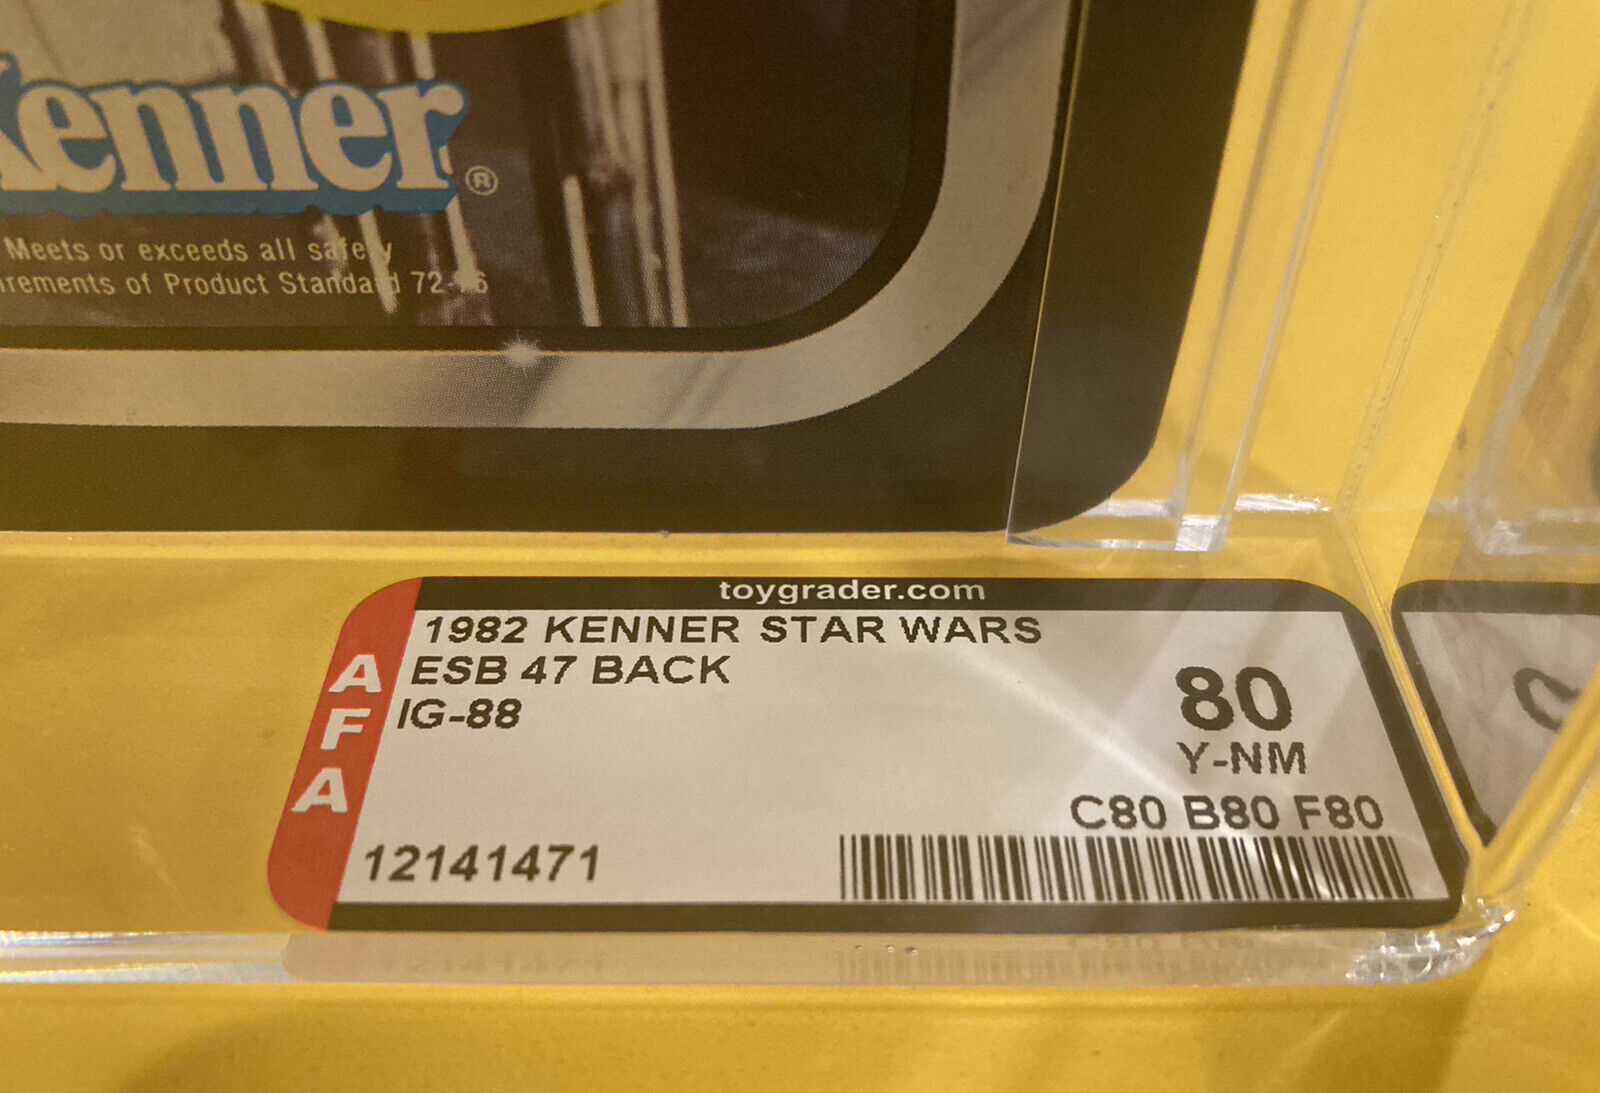 Kenner®
Meets or exceeds all safety
irements of Product Standard 72-76
toygrader.com
AFA
1982 KENNER STAR WARS
ESB 47 BACK
IG-88
80
Y-NM
C80 B80 F80
12141471